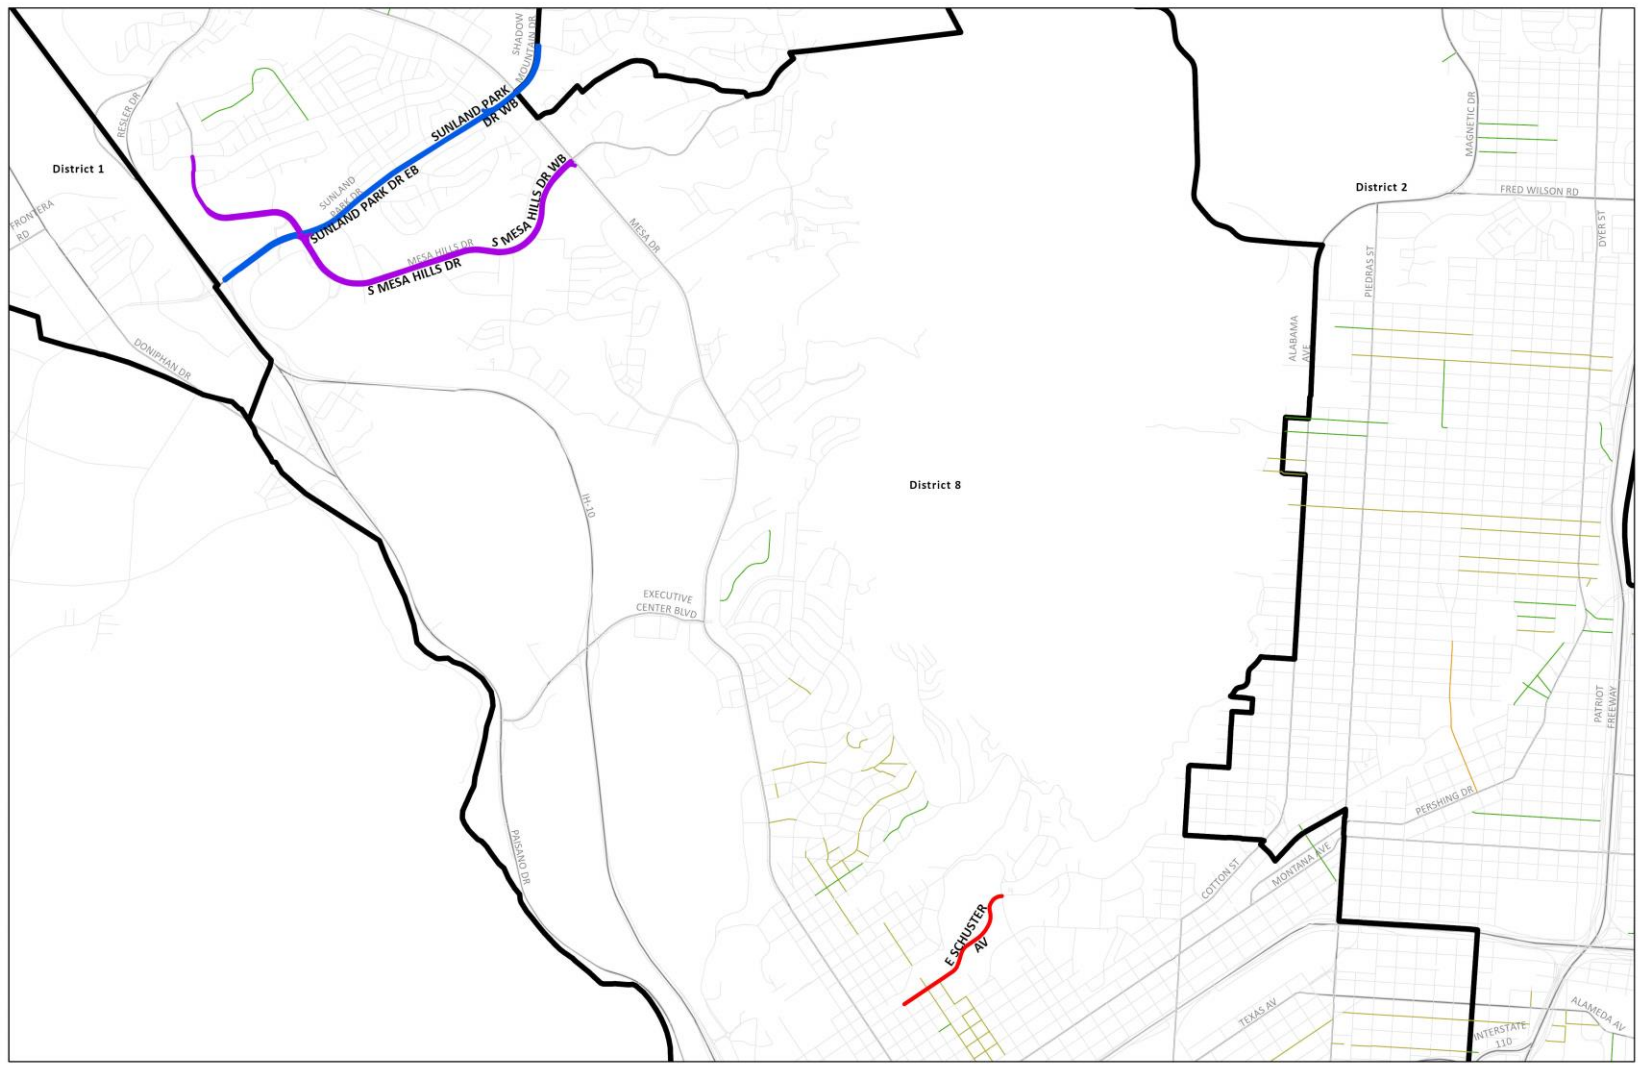 SHADOW
MOUNTAIN DR
SUNLAND PARK
DR WB
RESLER DR
MAGNETIC DR
District 1
SUNLAND
PARK DR
SUNLAND PARK DR EB
S MESA HILLS DR WB
District 2
FRED WILSON RD
FRONTERA
RD
MESA DR
DYER ST
MESA HILLS DR
S MESA HILLS DR
PIEDRAS ST
ALABAMA
AVE
DONIPHAN DR
District 8
IH-10
EXECUTIVE
CENTER BLVD
PATRIOT
FREEWAY
PERSHING DR
PAISANO DR
COTTON ST
MONTANA AVE
E SCHUSTER
AV
TEXAS AV
ALAMEDA AV
INTERSTATE
110